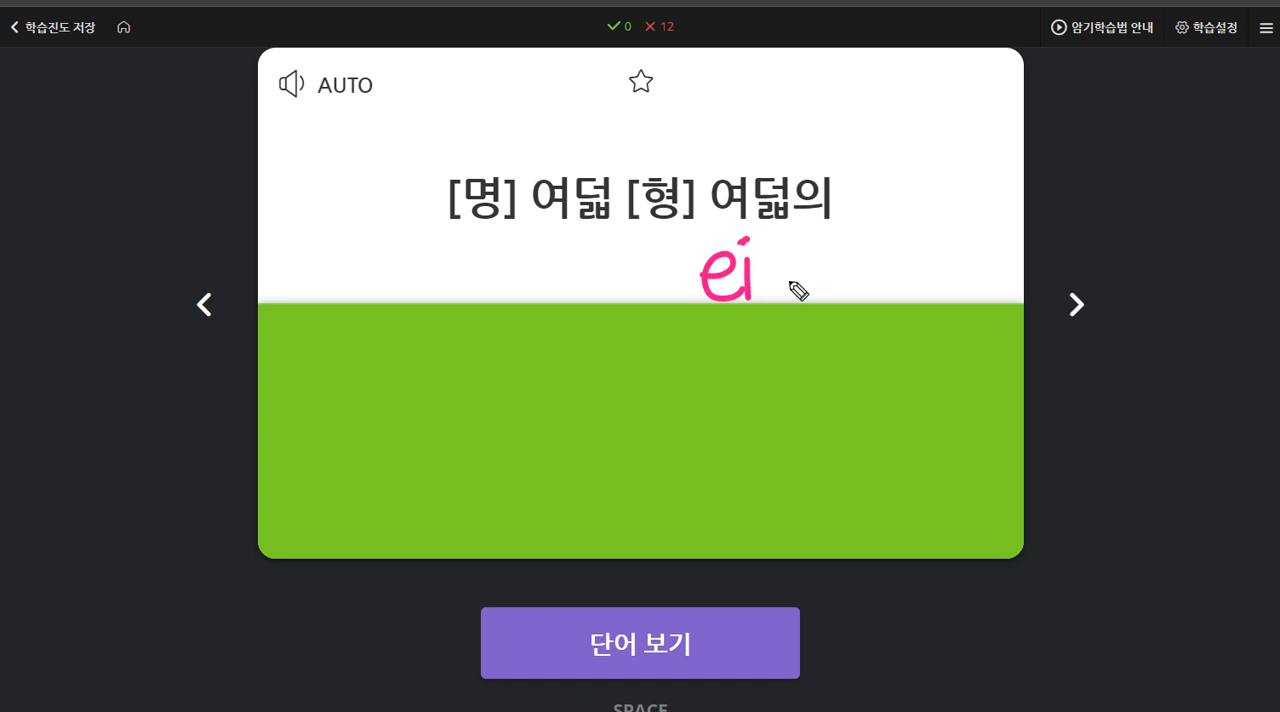 학습진도 저장 0 12 암기학습법 안내 학습설정
AUTO
[명] 여덟 [형] 여덟의
ei
단어 보기
SPACE